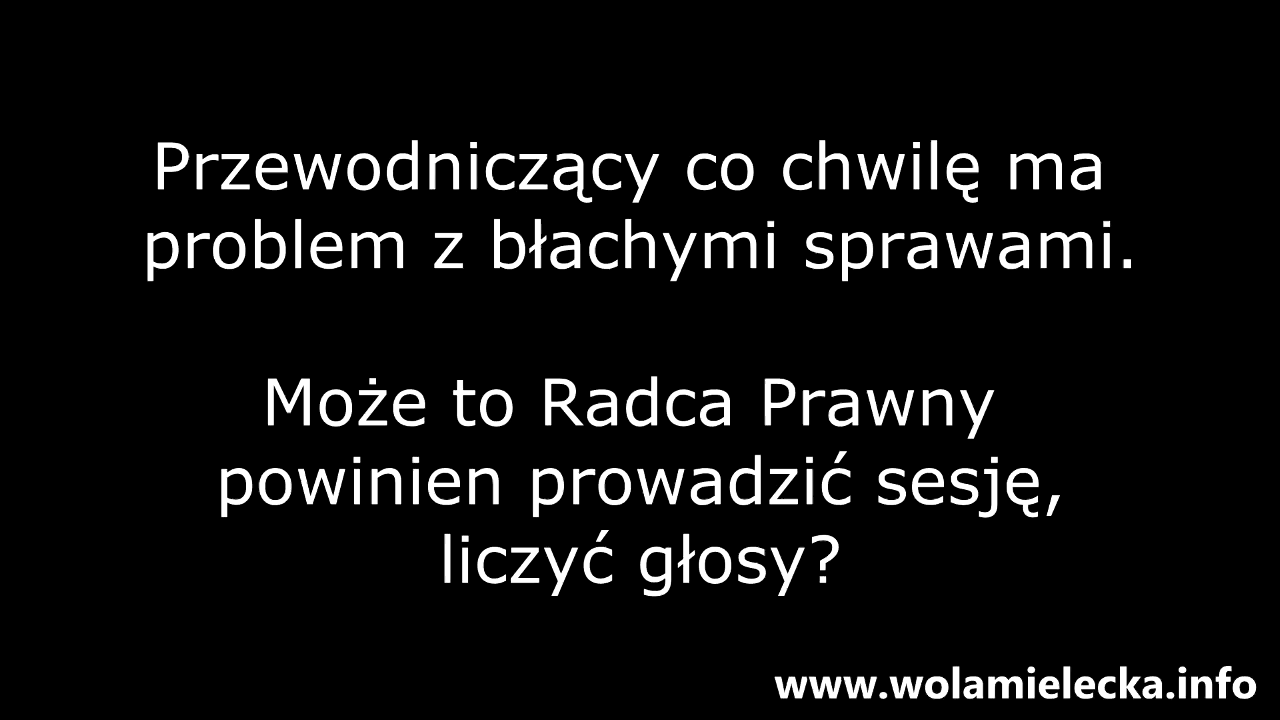 Przewodniczący co chwilę ma
problem z błachymi sprawami.
Może to Radca Prawny
powinien prowadzić sesję,
liczyć głosy?
www.wolamielecka.info